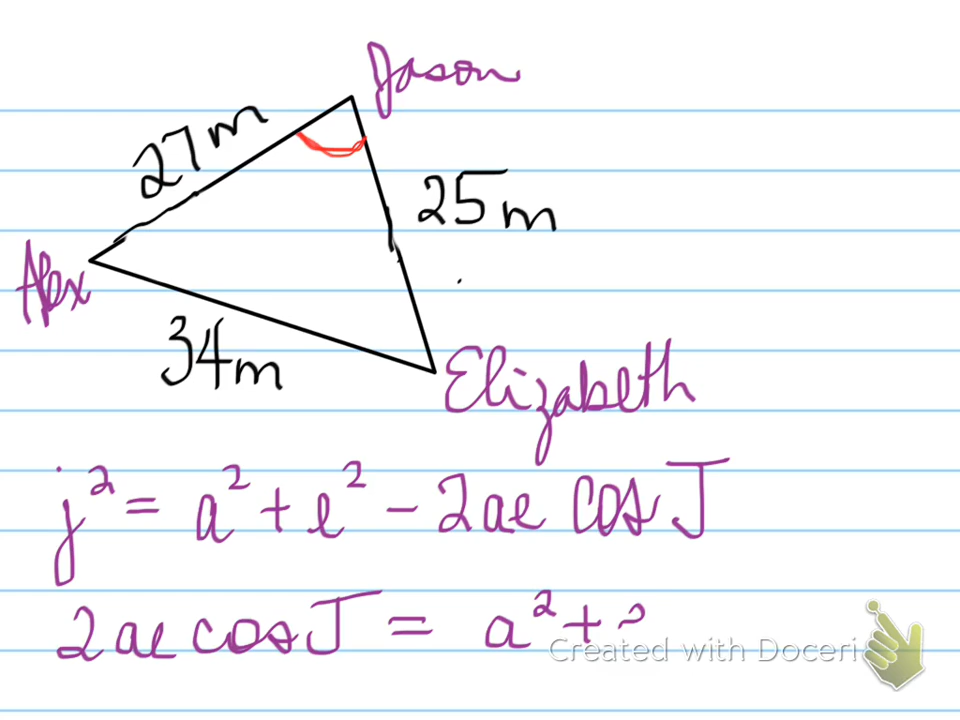 Jason
27m
25m
Alex
34m
Elizabeth
j² = a² + e² - 2ae cos J
2ae cos J = a² +
Created with Doceri